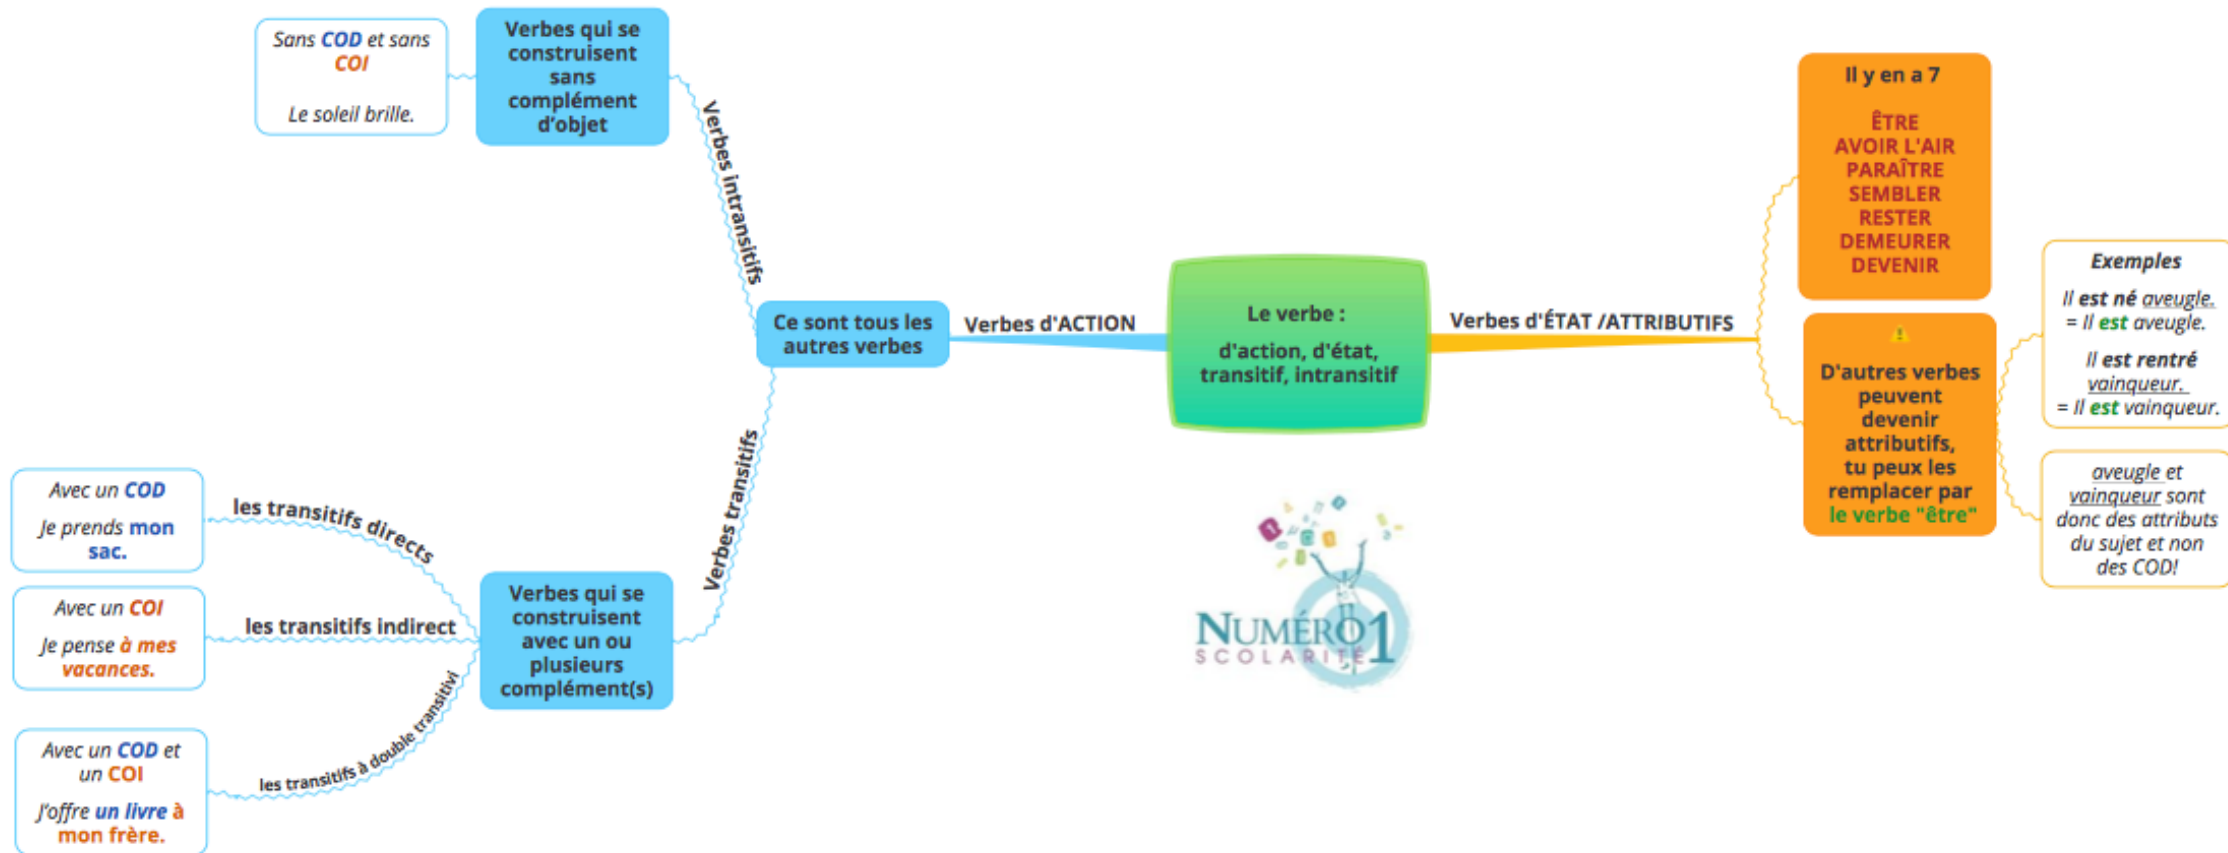 Sans COD et sans
COI
Le soleil brille.
Verbes qui se
construisent
sans
complément
d'objet
Verbes intransitifs
Ce sont tous les
autres verbes
Verbes d'ACTION
Verbes transitifs
Verbes qui se
construisent
avec un ou
plusieurs
complément(s)
les transitifs directs
Avec un COD
Je prends mon
sac.
les transitifs indirect
Avec un COI
Je pense à mes
vacances.
les transitifs à double transitivi
Avec un COD et
un COI
J'offre un livre à
mon frère.
Le verbe :
d'action, d'état,
transitif, intransitif
NUMÉRO 1
SCOLARITÉ
Verbes d'ÉTAT /ATTRIBUTIFS
Il y en a 7
ÊTRE
AVOIR L'AIR
PARAÎTRE
SEMBLER
RESTER
DEMEURER
DEVENIR
D'autres verbes
peuvent
devenir
attributifs,
tu peux les
remplacer par
le verbe "être"
Exemples
Il est né aveugle.
= Il est aveugle.
Il est rentré
vainqueur.
= Il est vainqueur.
aveugle et
vainqueur sont
donc des attributs
du sujet et non
des COD!